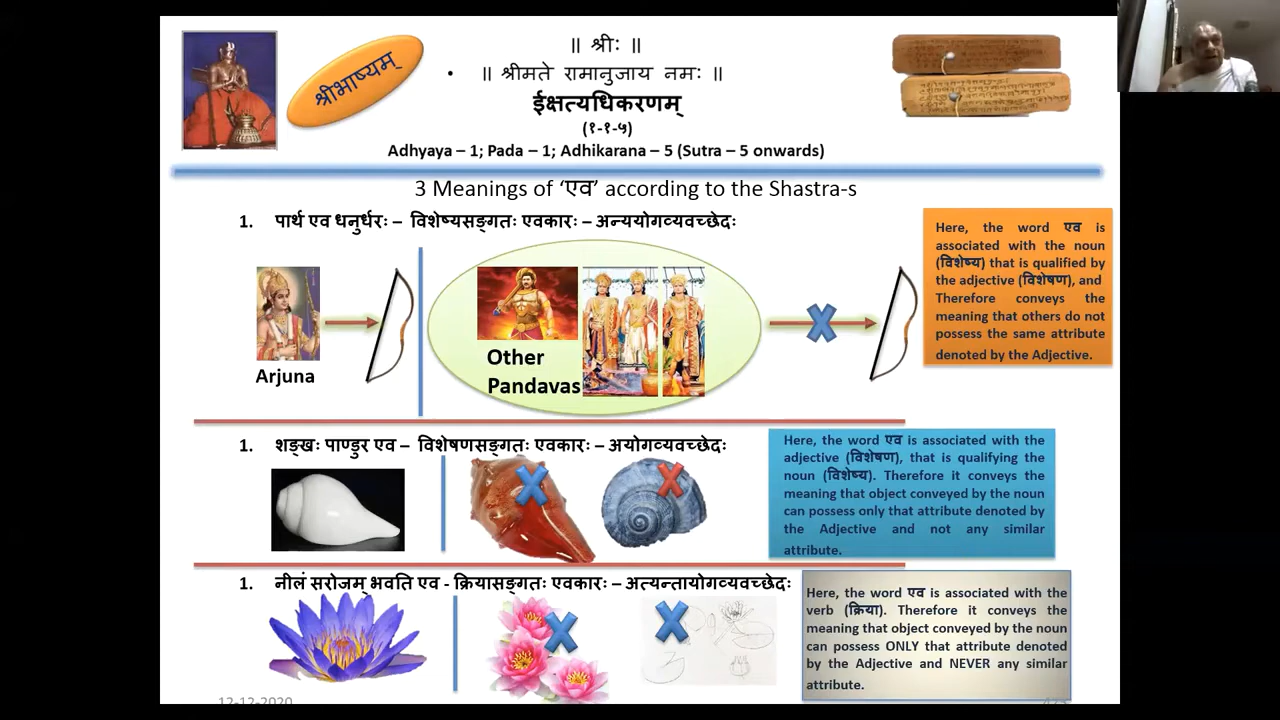 ॥ श्रीः ॥
श्रीभाष्यम्
• ॥ श्रीमते रामानुजाय नमः ॥
ईक्षत्यधिकरणम्
(१-१-५)
Adhyaya – 1; Pada – 1; Adhikarana – 5 (Sutra – 5 onwards)
3 Meanings of ‘एव’ according to the Shastra-s
1. पार्थ एव धनुर्धरः – विशेष्यसङ्गतः एवकारः – अन्ययोगव्यवच्छेदः
Arjuna
Other
Pandavas
Here, the word एव is
associated with the noun
(विशेष्य) that is qualified by
the adjective (विशेषण), and
Therefore conveys the
meaning that others do not
possess the same attribute
denoted by the Adjective.
1. शङ्खः पाण्डुर एव – विशेषणसङ्गतः एवकारः – अयोगव्यवच्छेदः
Here, the word एव is associated with the
adjective (विशेषण), that is qualifying the
noun (विशेष्य). Therefore it conveys the
meaning that object conveyed by the noun
can possess only that attribute denoted by
the Adjective and not any similar
attribute.
1. नीलं सरोजम् भवति एव - क्रियासङ्गतः एवकारः – अत्यन्तायोगव्यवच्छेदः
Here, the word एव is associated with the
verb (क्रिया). Therefore it conveys the
meaning that object conveyed by the noun
can possess ONLY that attribute denoted
by the Adjective and NEVER any similar
attribute.
12-12-2020